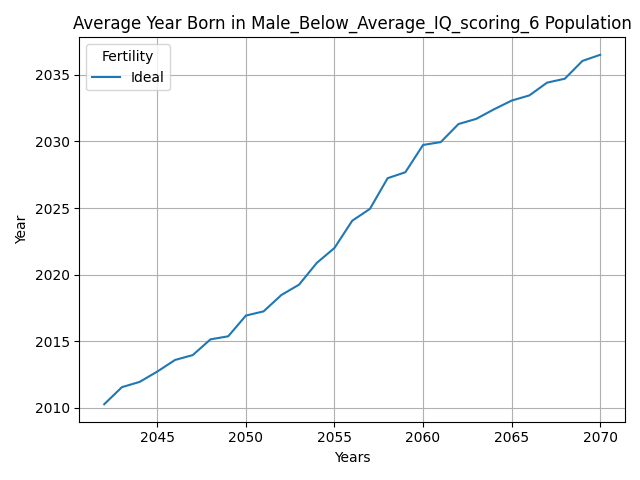 Average Year Born in Male_Below_Average_IQ_scoring_6 Population
Fertility
Ideal
2035
2030
2025
2020
2015
2010
Year
2045 2050 2055 2060 2065 2070
Years